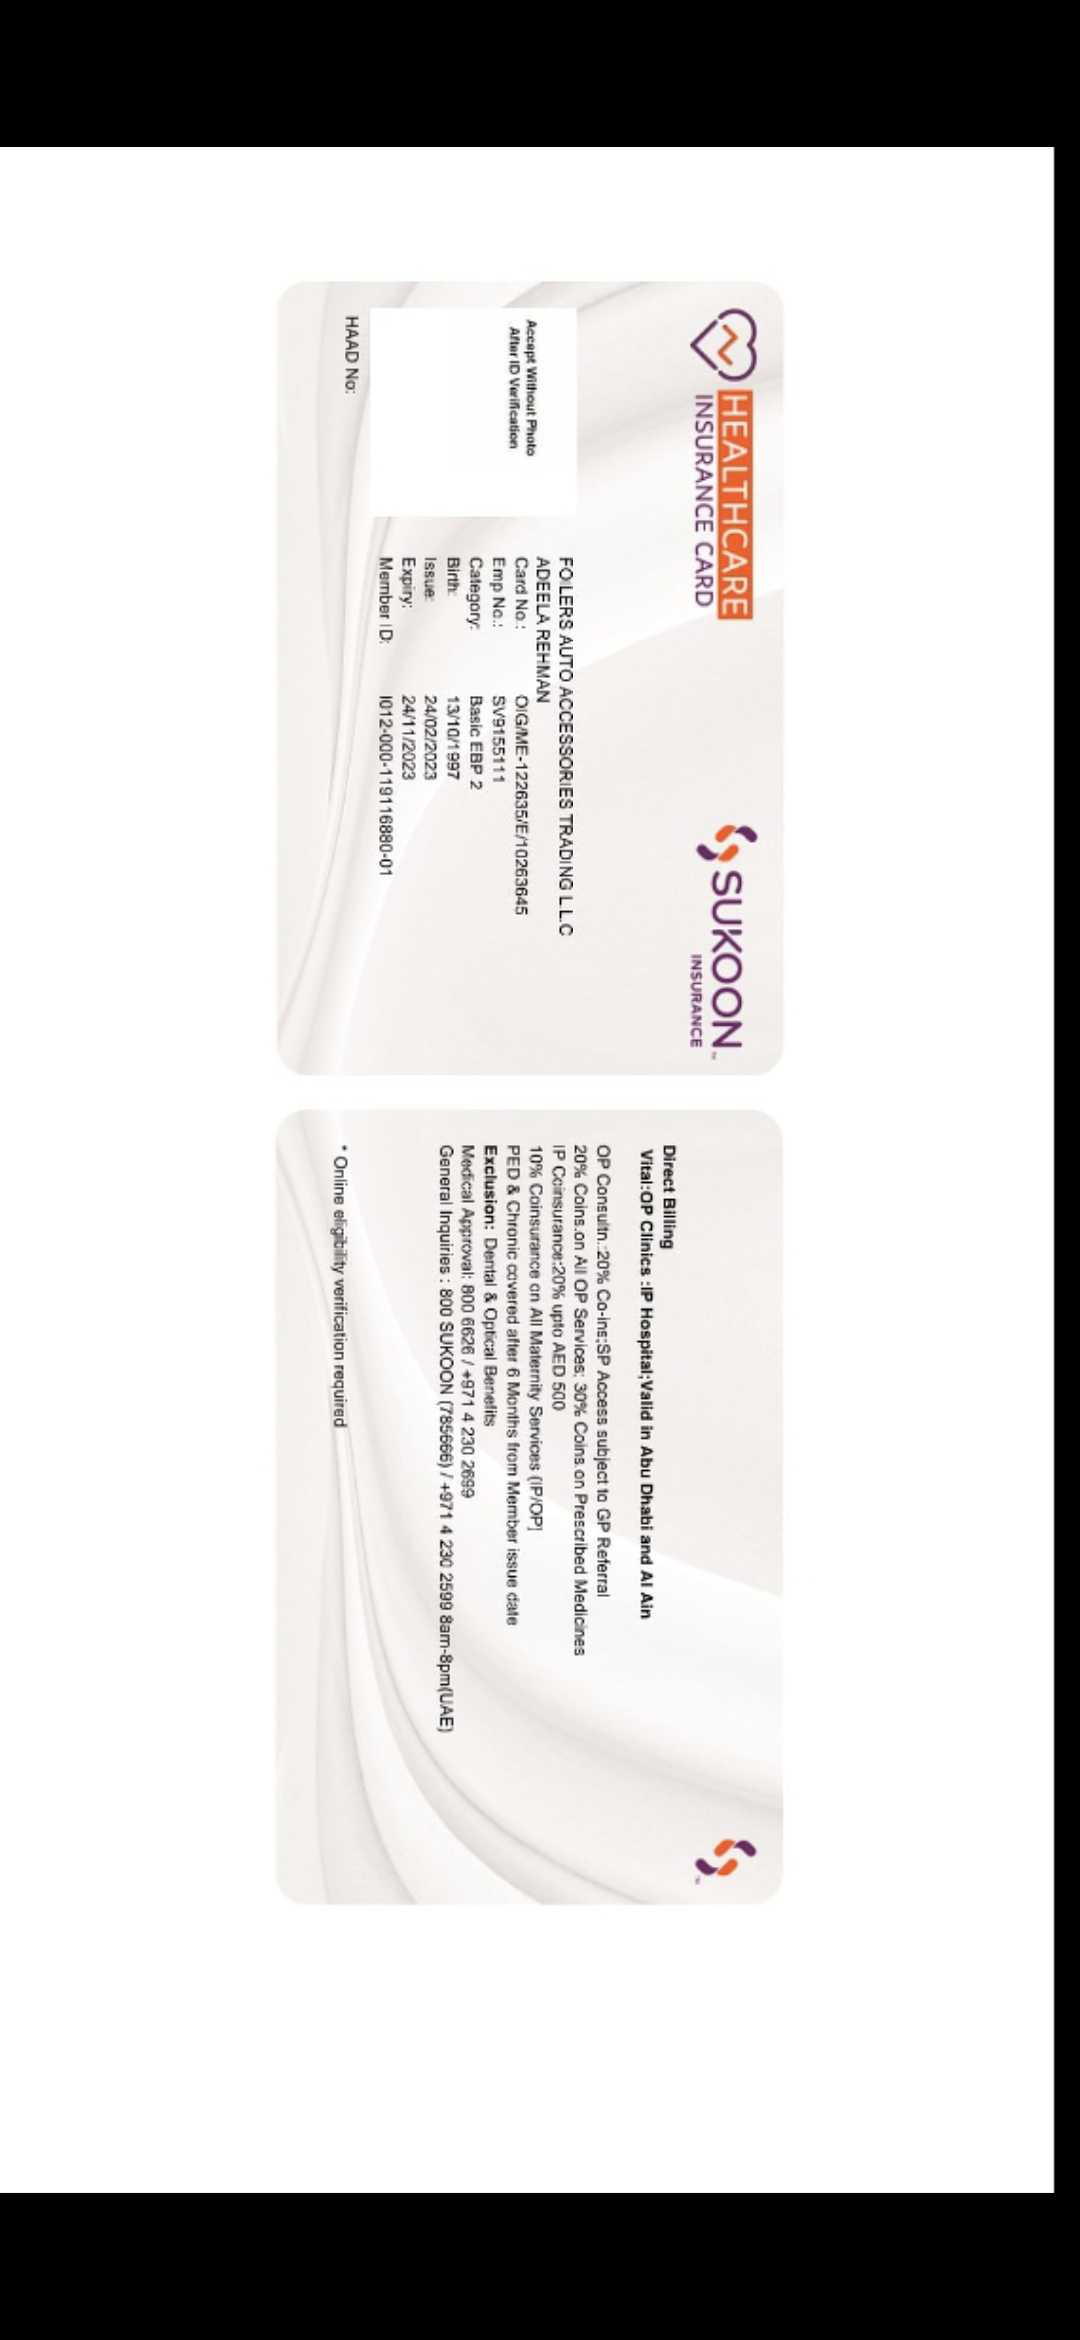 HEALTHCARE
INSURANCE CARD
SUKOON™
INSURANCE
Accept Without Photo
After ID Verification
FOILERS AUTO ACCESSORIES TRADING L.L.C
ADEELA REHMAN
Card No.: OIG/ME-122635/E/10263645
Emp No.: SV9155111
Category: Basic EBP 2
Birth: 13/10/1997
Issue: 24/02/2023
Expiry: 24/11/2023
Member ID: I012-000-119116880-01
HAAD No:
Direct Billing
Vital:OP Clinics :IP Hospital;Valid in Abu Dhabi and Al Ain
OP Consultn.:20% Co-ins;SP Access subject to GP Referral
20% Coins.on All OP Services; 30% Coins.on Prescribed Medicines
IP Coinsurance:20% upto AED 500
10% Coinsurance on All Maternity Services (IP/OP)
PED & Chronic covered after 6 Months from Member issue date
Exclusion: Dental & Optical Benefits
Medical Approval: 800 6626 / +971 4 230 2699
General Inquiries : 800 SUKOON (785666) / +971 4 230 2599 8am-8pm(UAE)
* Online eligibility verification required